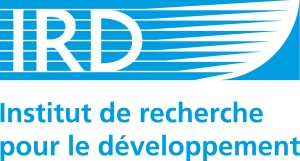 IRD
Institut de recherche
pour le développement